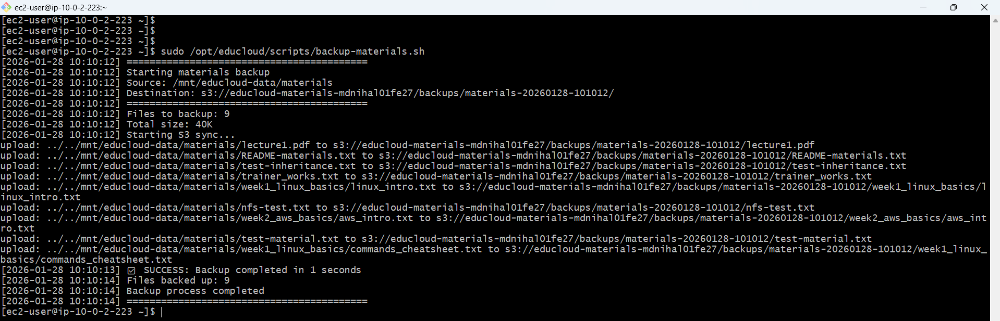 ec2-user@ip-10-0-2-223:~
[ec2-user@ip-10-0-2-223 ~]$
[ec2-user@ip-10-0-2-223 ~]$
[ec2-user@ip-10-0-2-223 ~]$
[ec2-user@ip-10-0-2-223 ~]$ sudo /opt/educloud/scripts/backup-materials.sh
[2026-01-28 10:10:12] ==========================================
[2026-01-28 10:10:12] Starting materials backup
[2026-01-28 10:10:12] Source: /mnt/educloud-data/materials
[2026-01-28 10:10:12] Destination: s3://educloud-materials-mdnihal01fe27/backups/materials-20260128-101012/
[2026-01-28 10:10:12] ==========================================
[2026-01-28 10:10:12] Files to backup: 9
[2026-01-28 10:10:12] Total size: 40K
[2026-01-28 10:10:12] Starting S3 sync...
upload: ../../mnt/educloud-data/materials/lecture1.pdf to s3://educloud-materials-mdnihal01fe27/backups/materials-20260128-101012/lecture1.pdf
upload: ../../mnt/educloud-data/materials/README-materials.txt to s3://educloud-materials-mdnihal01fe27/backups/materials-20260128-101012/README-materials.txt
upload: ../../mnt/educloud-data/materials/test-inheritance.txt to s3://educloud-materials-mdnihal01fe27/backups/materials-20260128-101012/test-inheritance.txt
upload: ../../mnt/educloud-data/materials/trainer_works.txt to s3://educloud-materials-mdnihal01fe27/backups/materials-20260128-101012/trainer_works.txt
upload: ../../mnt/educloud-data/materials/week1_linux_basics/linux_intro.txt to s3://educloud-materials-mdnihal01fe27/backups/materials-20260128-101012/week1_linux_basics/l
inux_intro.txt
upload: ../../mnt/educloud-data/materials/nfs-test.txt to s3://educloud-materials-mdnihal01fe27/backups/materials-20260128-101012/nfs-test.txt
upload: ../../mnt/educloud-data/materials/week2_aws_basics/aws_intro.txt to s3://educloud-materials-mdnihal01fe27/backups/materials-20260128-101012/week2_aws_basics/aws_int
ro.txt
upload: ../../mnt/educloud-data/materials/test-material.txt to s3://educloud-materials-mdnihal01fe27/backups/materials-20260128-101012/test-material.txt
upload: ../../mnt/educloud-data/materials/week1_linux_basics/commands_cheatsheet.txt to s3://educloud-materials-mdnihal01fe27/backups/materials-20260128-101012/week1_linux_
basics/commands_cheatsheet.txt
[2026-01-28 10:10:13] ☑ SUCCESS: Backup completed in 1 seconds
[2026-01-28 10:10:14] Files backed up: 9
[2026-01-28 10:10:14] Backup process completed
[2026-01-28 10:10:14] ==========================================
[ec2-user@ip-10-0-2-223 ~]$